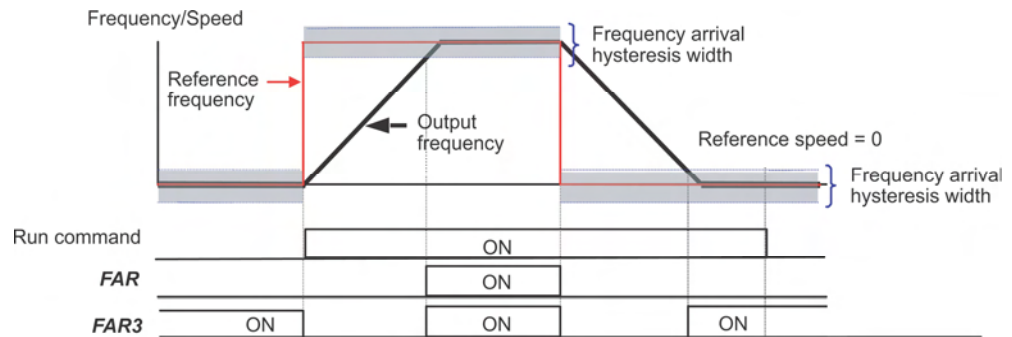 Frequency/Speed
Frequency arrival
hysteresis width
Reference
frequency
Output
frequency
Reference speed = 0
Frequency arrival
hysteresis width
Run command
ON
FAR
ON
FAR3
ON
ON
ON